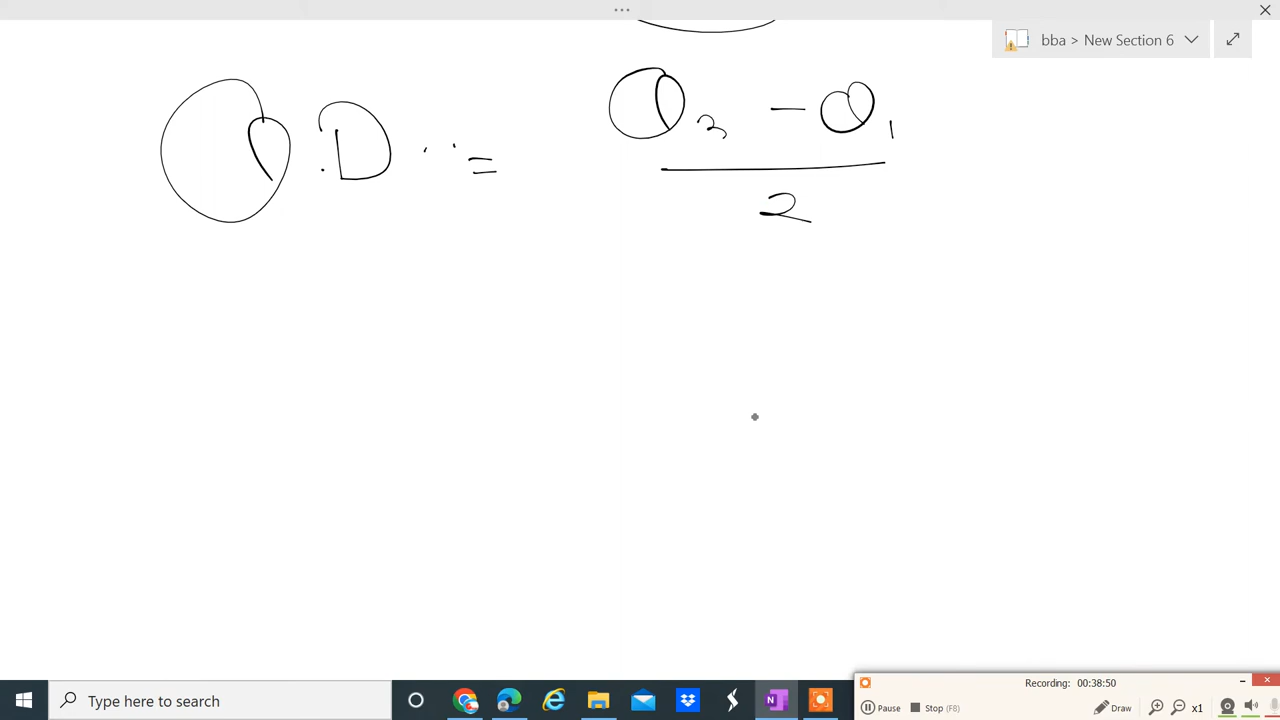 bba > New Section 6
Q.D.. = Q3 - Q1
2
Type here to search
Recording: 00:38:50
Pause
Stop (F8)
Draw
x1